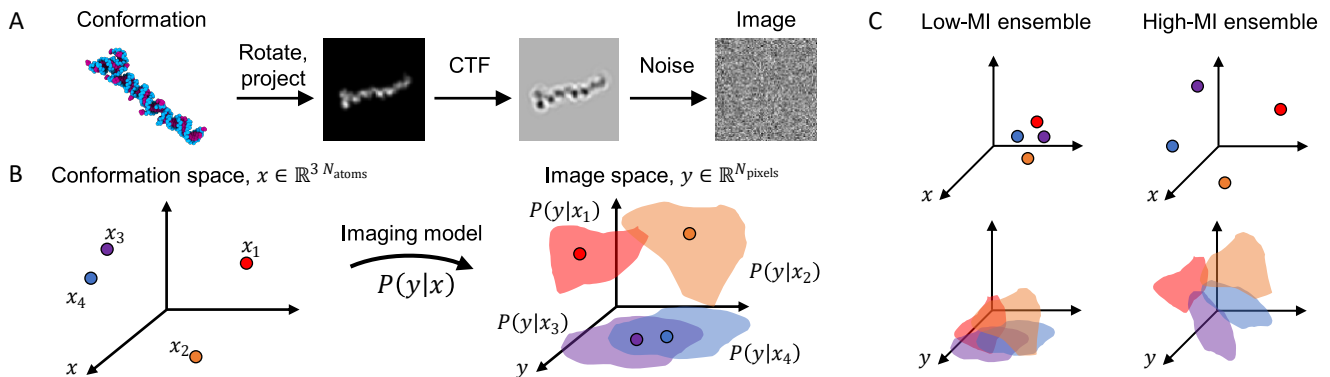 A
Conformation
Rotate,
project
CTF
Noise
Image
B
Conformation space, x ∈ ℝ^{3 N_atoms}
x_3
x_4
x_1
x_2
x
Imaging model
P(y|x)
Image space, y ∈ ℝ^{N_pixels}
P(y|x_1)
P(y|x_2)
P(y|x_3)
P(y|x_4)
y
C
Low-MI ensemble
High-MI ensemble
x
x
y
y